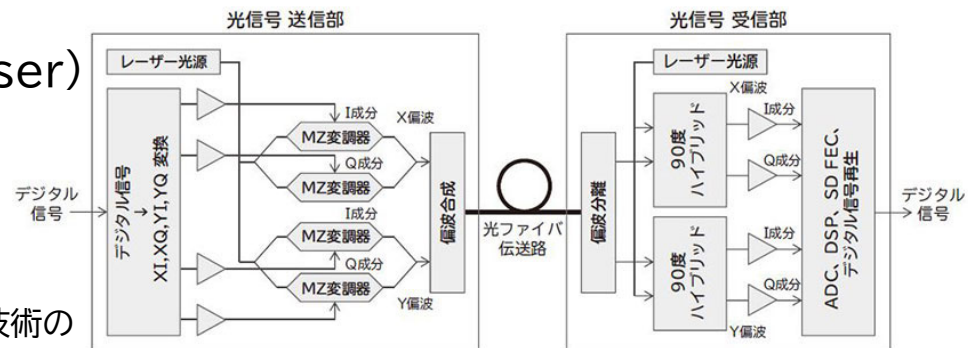 光信号 送信部
光信号 受信部
ser)
レーザー光源
レーザー光源
デジタル信号
→
XI,XQ,YI,YQ 変換
I成分
X偏波
MZ変調器
Q成分
MZ変調器
I成分
MZ変調器
Q成分
MZ変調器
Y偏波
偏波合成
デジタル
信号
光ファイバ
伝送路
偏波分離
X偏波
90度
ハイブリッド
I成分
Q成分
90度
ハイブリッド
I成分
Q成分
Y偏波
ADC、DSP、SD FEC、
デジタル信号再生
デジタル
信号
技術の